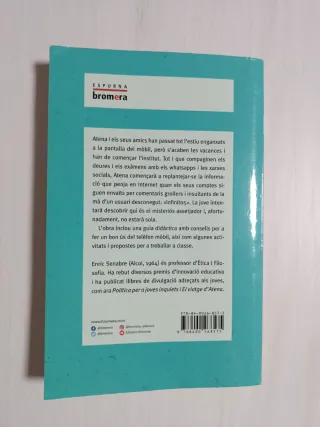 ESPURNA
bromera
Atena i els seus amics han passat tot l'estiu enganxats
a la pantalla del mòbil, però s'acaben les vacances i
han de començar l'institut. Tot i que compaginen els
deures i els exàmens amb els whatsapps i les xarxes
socials, Atena començarà a replantejar-se la informa-
ció que penja en Internet quan els seus comptes si-
guen envaïts per comentaris grollers i insultants de la
mà d'un usuari desconegut: «Infinitos». La jove inten-
tarà descobrir qui és el misteriós assetjador i, afortu-
nadament, no estarà sola.
L'obra inclou una guia didàctica amb consells per a
fer un bon ús del telèfon mòbil, així com algunes acti-
vitats i propostes per a treballar a classe.
Enric Senabre (Alcoi, 1964) és professor d'Ètica i Filo-
sofia. Ha rebut diversos premis d'innovació educativa
i ha publicat llibres de divulgació adreçats als joves,
com ara Política per a joves inquiets i El viatge d'Atena.
www.bromera.com